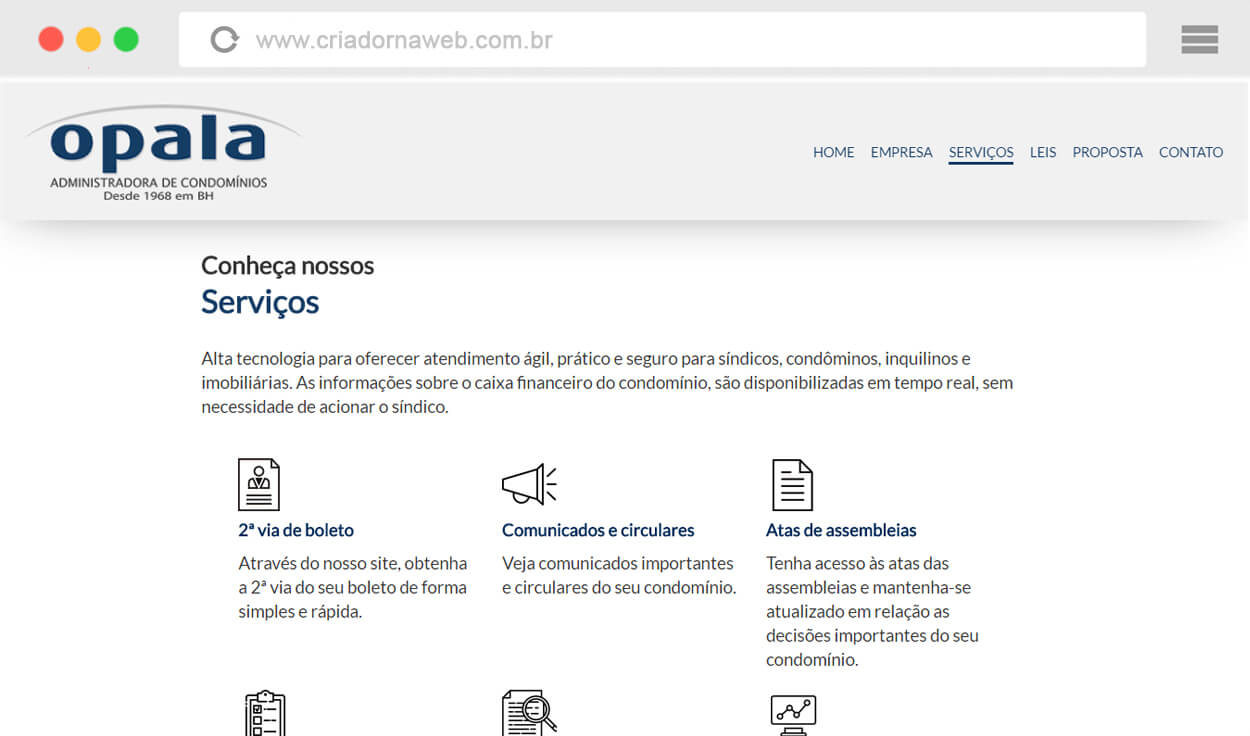 www.criadornaweb.com.br
opala
ADMINISTRADORA DE CONDOMÍNIOS
Desde 1968 em BH
HOME EMPRESA SERVIÇOS LEIS PROPOSTA CONTATO
Conheça nossos
Serviços
Alta tecnologia para oferecer atendimento ágil, prático e seguro para síndicos, condôminos, inquilinos e
imobiliárias. As informações sobre o caixa financeiro do condomínio, são disponibilizadas em tempo real, sem
necessidade de acionar o síndico.
2ª via de boleto
Através do nosso site, obtenha
a 2ª via do seu boleto de forma
simples e rápida.
Comunicados e circulares
Veja comunicados importantes
e circulares do seu condomínio.
Atas de assembleias
Tenha acesso às atas das
assembleias e mantenha-se
atualizado em relação as
decisões importantes do seu
condomínio.